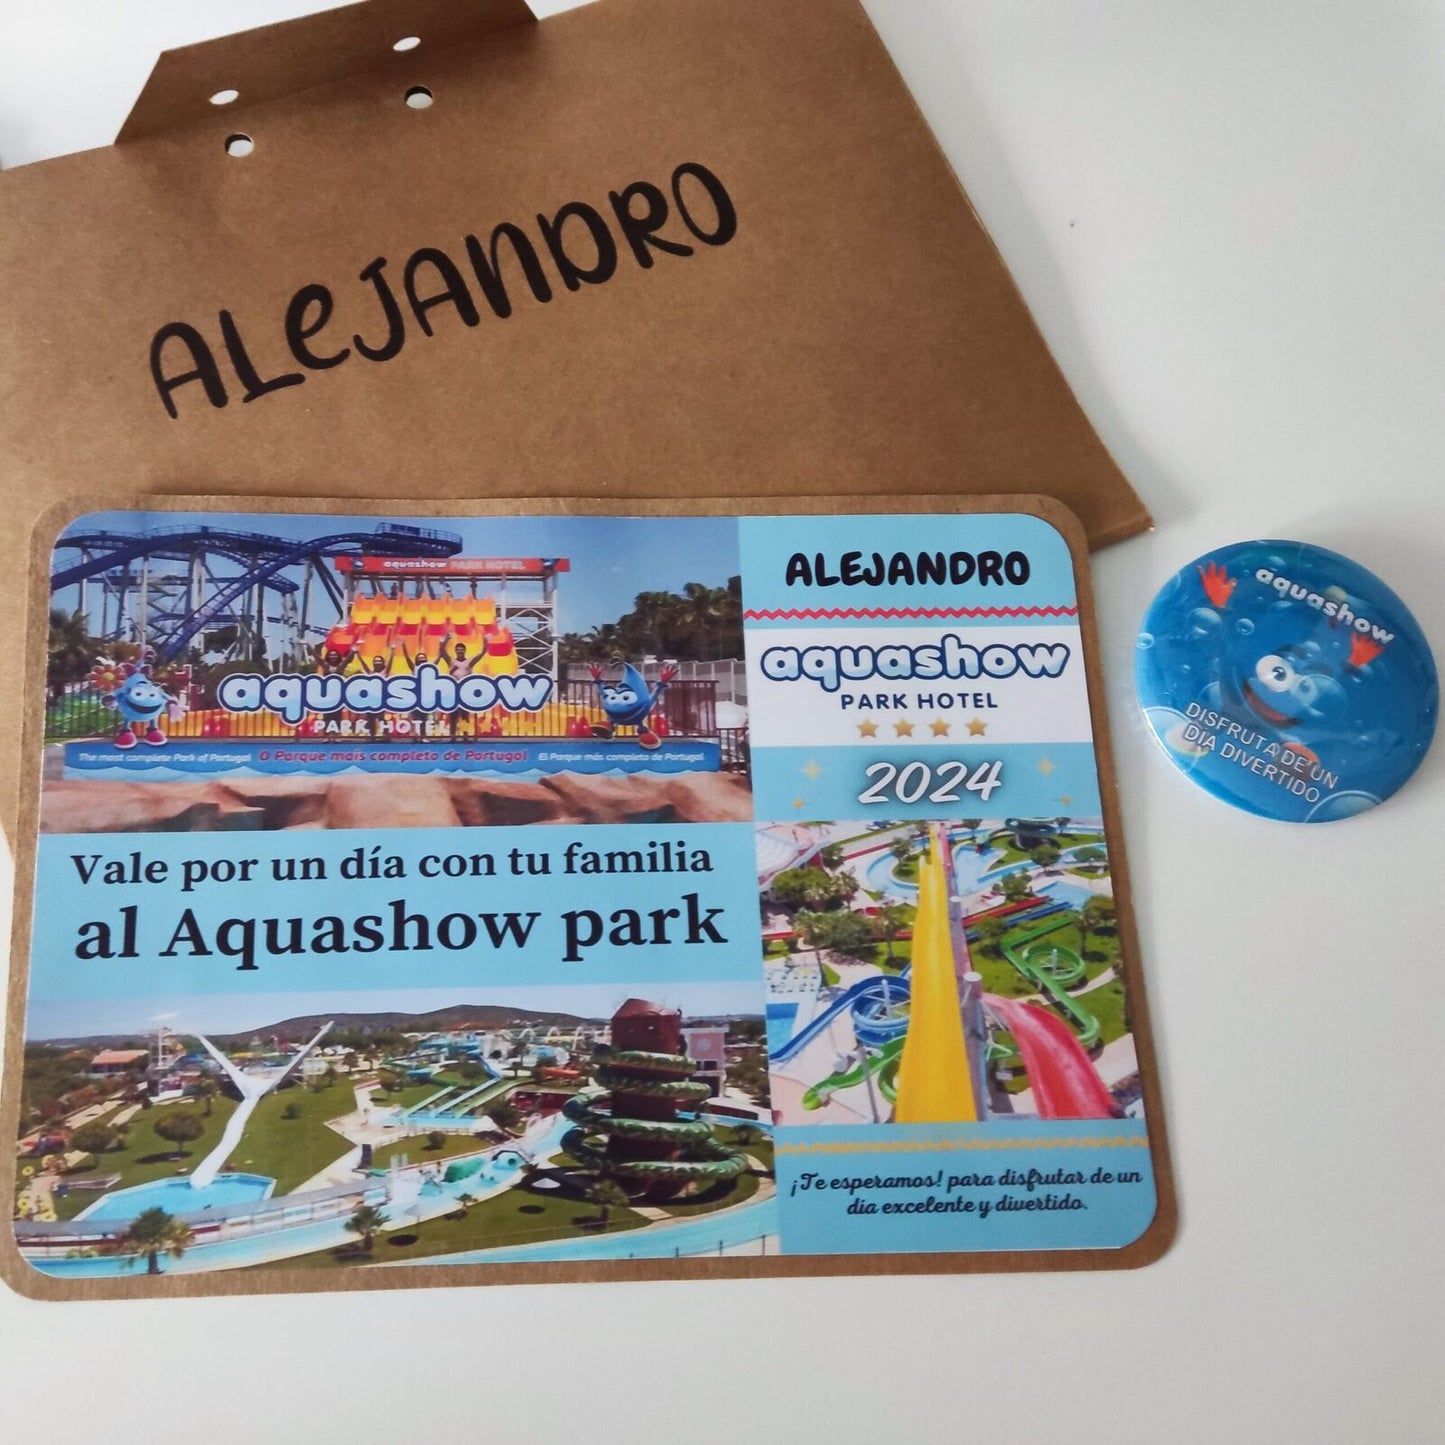 ALEJANDRO
aquashow PARK HOTEL
aquashow
PARK HOTEL
The most complete Park of Portugal O Parque mais completo de Portugal El Parque más completo de Portugal
Vale por un día con tu familia
al Aquashow park
ALEJANDRO
aquashow
PARK HOTEL
2024
¡Te esperamos! para disfrutar de un
día excelente y divertido.
aquashow
DISFRUTA DE UN
DIA DIVERTIDO